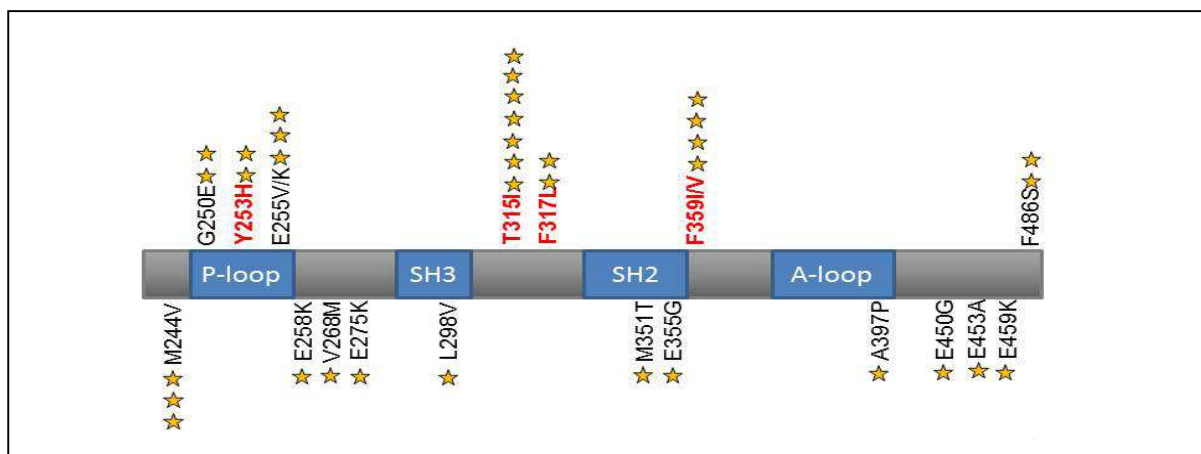 G250E
Y253H
E255V/K
T315I
F317L
F359I/V
F486S
P-loop
SH3
SH2
A-loop
M244V
E258K
V268M
E275K
L298V
M351T
E355G
A397P
E450G
E453A
E459K